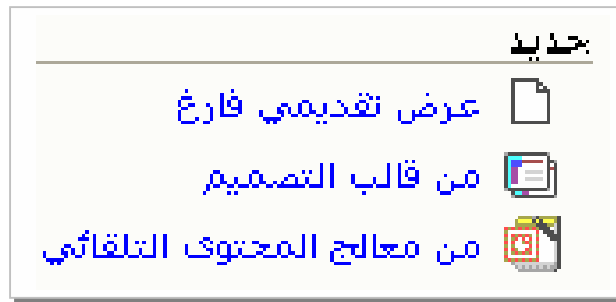 جديد
عرض تقديمي فارغ
من قالب التصميم
من معالج المحتوى التلقائي